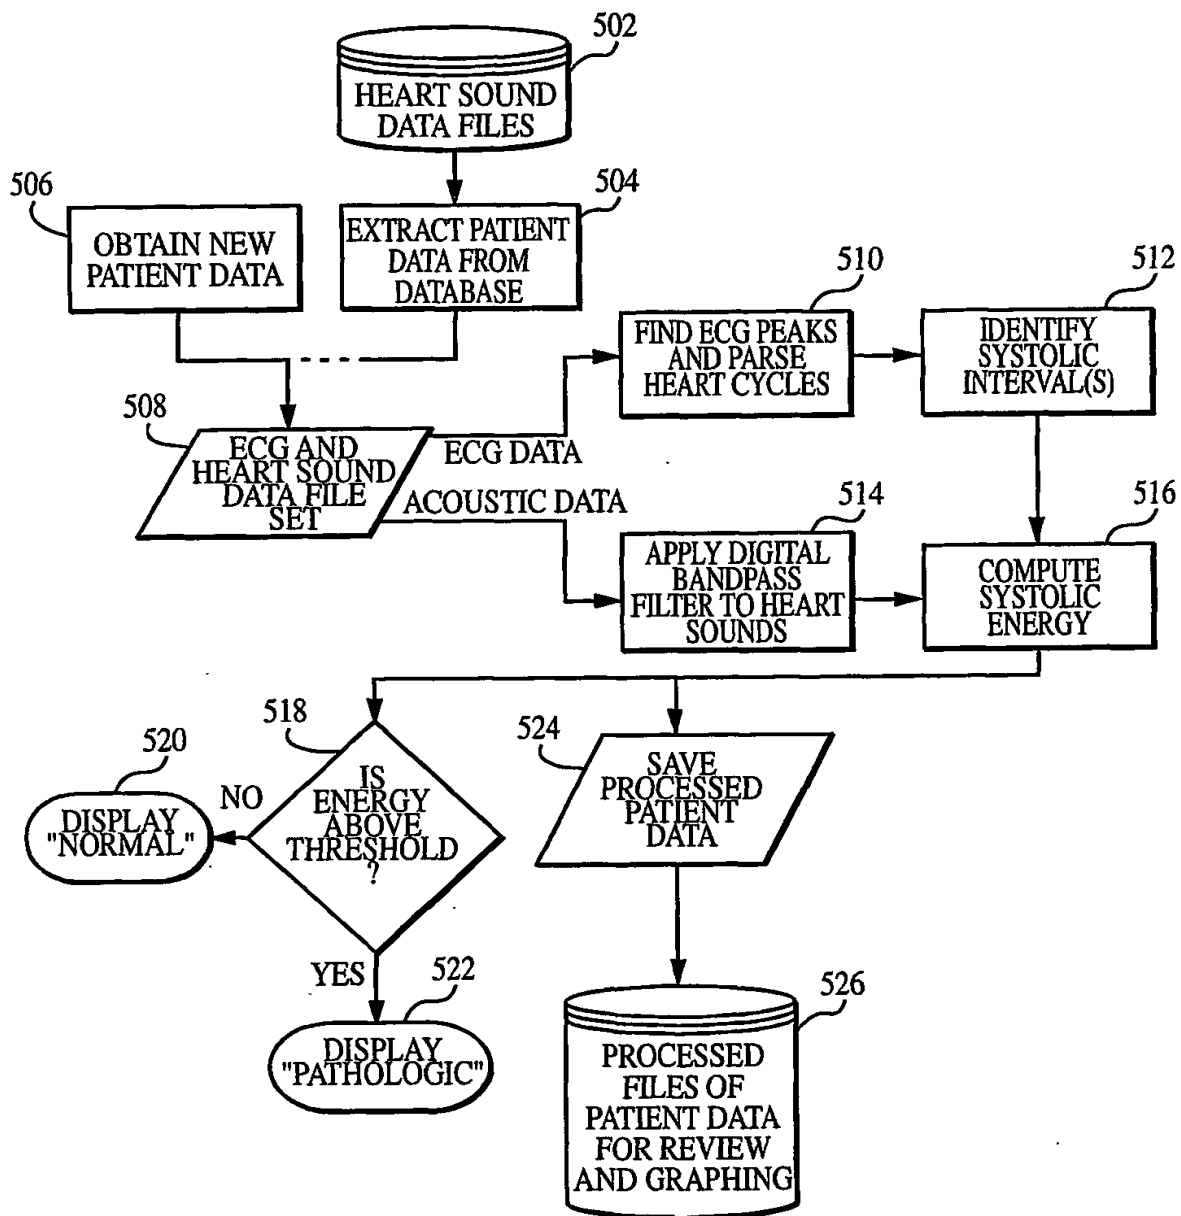 502
HEART SOUND
DATA FILES
506
504
OBTAIN NEW
PATIENT DATA
EXTRACT PATIENT
DATA FROM
DATABASE
510
512
FIND ECG PEAKS
AND PARSE
HEART CYCLES
IDENTIFY
SYSTOLIC
INTERVAL(S)
508
ECG AND
HEART SOUND
DATA FILE
SET
ECG DATA
ACOUSTIC DATA
514
516
APPLY DIGITAL
BANDPASS
FILTER TO HEART
SOUNDS
COMPUTE
SYSTOLIC
ENERGY
518
520
NO
IS
ENERGY
ABOVE
THRESHOLD
?
DISPLAY
"NORMAL"
524
SAVE
PROCESSED
PATIENT
DATA
YES
522
DISPLAY
"PATHOLOGIC"
526
PROCESSED
FILES OF
PATIENT DATA
FOR REVIEW
AND GRAPHING